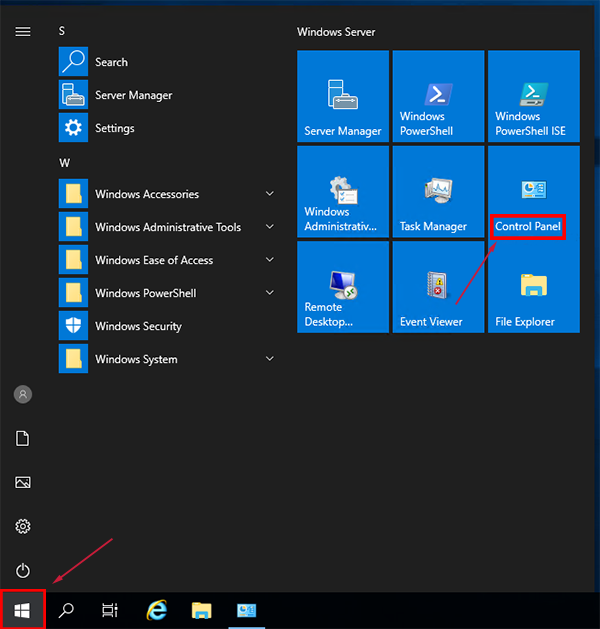 S
Search
Server Manager
Settings
W
Windows Accessories
Windows Administrative Tools
Windows Ease of Access
Windows PowerShell
Windows Security
Windows System
Windows Server
Server Manager
Windows
PowerShell
Windows
PowerShell ISE
Windows
Administrativ...
Task Manager
Control Panel
Remote
Desktop...
Event Viewer
File Explorer